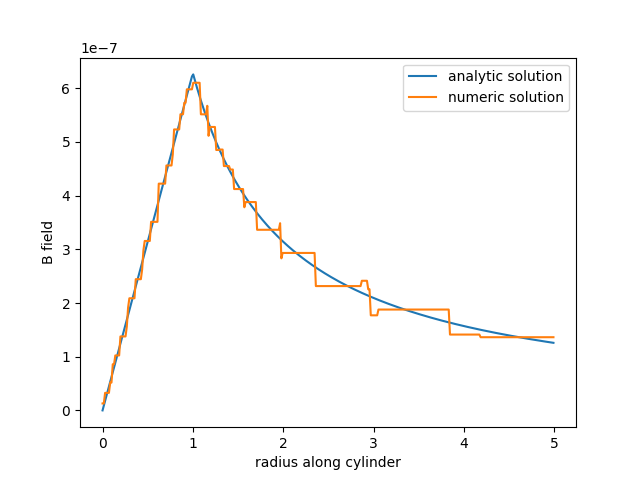 1e−7
analytic solution
numeric solution
6
5
4
3
2
1
0
B field
0 1 2 3 4 5
radius along cylinder